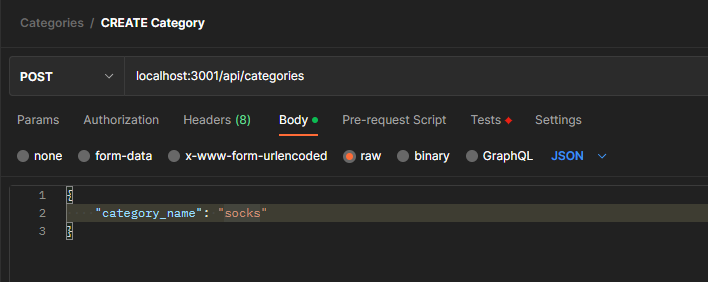 Categories / CREATE Category
POST localhost:3001/api/categories
Params Authorization Headers (8) Body Pre-request Script Tests Settings
none form-data x-www-form-urlencoded raw binary GraphQL JSON
1 {
2 "category_name": "socks"
3 }